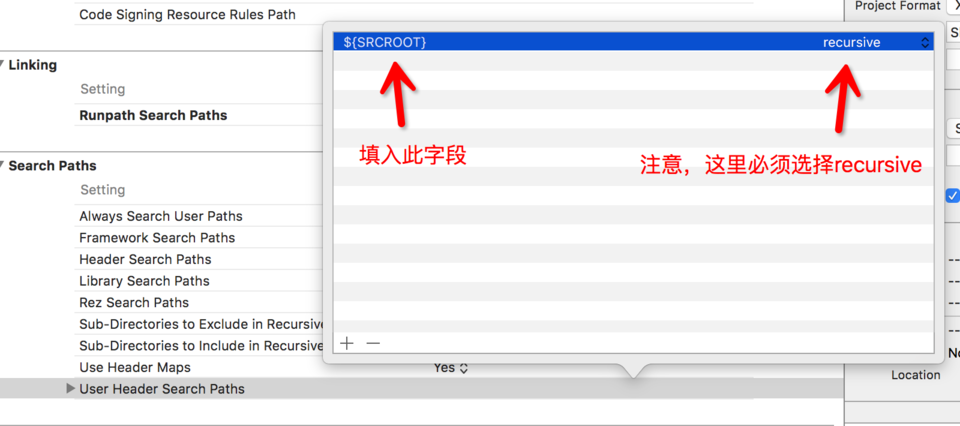 Code Signing Resource Rules Path
Project Format
${SRCROOT}
recursive
Linking
Setting
Runpath Search Paths
填入此字段
注意，这里必须选择recursive
Search Paths
Setting
Always Search User Paths
Framework Search Paths
Header Search Paths
Library Search Paths
Rez Search Paths
Sub-Directories to Exclude in Recursive
Sub-Directories to Include in Recursive
Use Header Maps
Yes
User Header Search Paths
Location